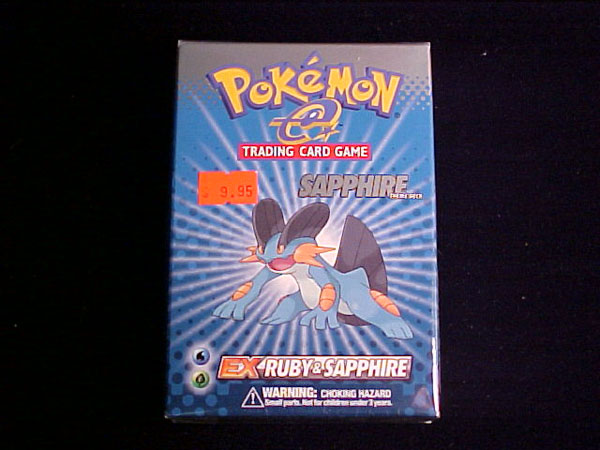 POKéMON
e
TRADING CARD GAME
$ 9.95
SAPPHIRE
THEME DECK
EX RUBY & SAPPHIRE
WARNING: CHOKING HAZARD
Small parts. Not for children under 3 years.